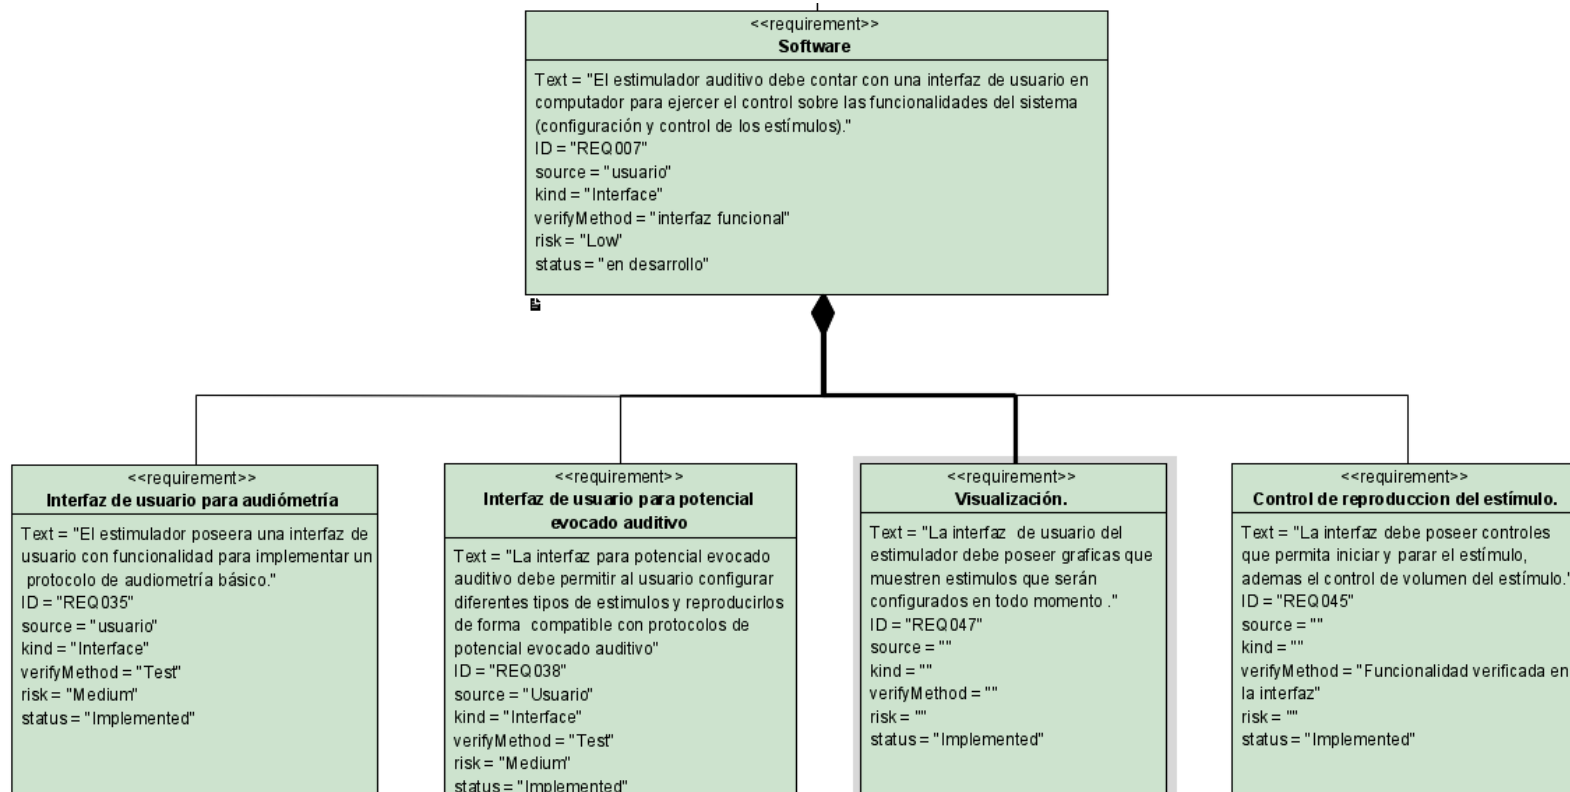 <<requirement>>
Software
Text = "El estimulador auditivo debe contar con una interfaz de usuario en
computador para ejercer el control sobre las funcionalidades del sistema
(configuración y control de los estímulos)."
ID = "REQ007"
source = "usuario"
kind = "Interface"
verifyMethod = "interfaz funcional"
risk = "Low"
status = "en desarrollo"
<<requirement>>
Interfaz de usuario para audiómétría
Text = "El estimulador poseera una interfaz de
usuario con funcionalidad para implementar un
protocolo de audiometría básico."
ID = "REQ035"
source = "usuario"
kind = "Interface"
verifyMethod = "Test"
risk = "Medium"
status = "Implemented"
<<requirement>>
Interfaz de usuario para potencial
evocado auditivo
Text = "La interfaz para potencial evocado
auditivo debe permitir al usuario configurar
diferentes tipos de estimulos y reproducirlos
de forma compatible con protocolos de
potencial evocado auditivo"
ID = "REQ038"
source = "Usuario"
kind = "Interface"
verifyMethod = "Test"
risk = "Medium"
status = "Implemented"
<<requirement>>
Visualización.
Text = "La interfaz de usuario del
estimulador debe poseer graficas que
muestren estimulos que serán
configurados en todo momento ."
ID = "REQ047"
source = ""
kind = ""
verifyMethod = ""
risk = ""
status = "Implemented"
<<requirement>>
Control de reproduccion del estímulo.
Text = "La interfaz debe poseer controles
que permita iniciar y parar el estímulo,
ademas el control de volumen del estímulo."
ID = "REQ045"
source = ""
kind = ""
verifyMethod = "Funcionalidad verificada en
la interfaz"
risk = ""
status = "Implemented"